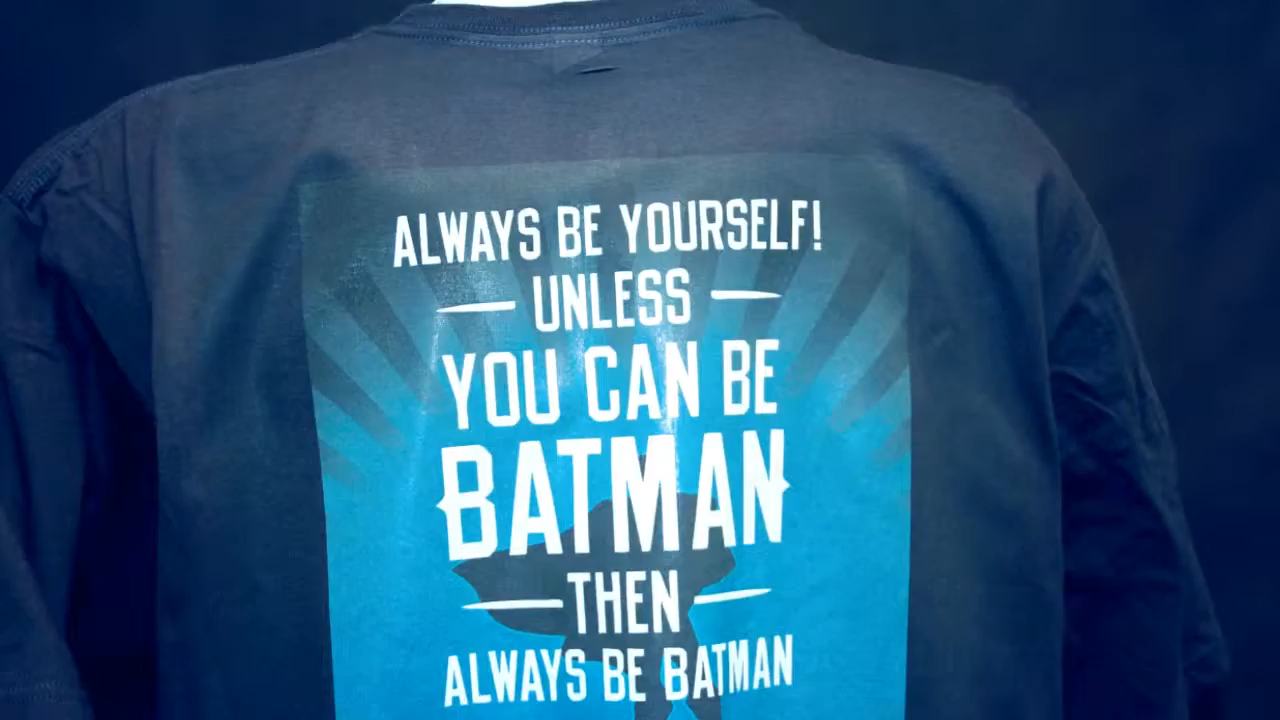 ALWAYS BE YOURSELF!
UNLESS
YOU CAN BE
BATMAN
THEN
ALWAYS BE BATMAN